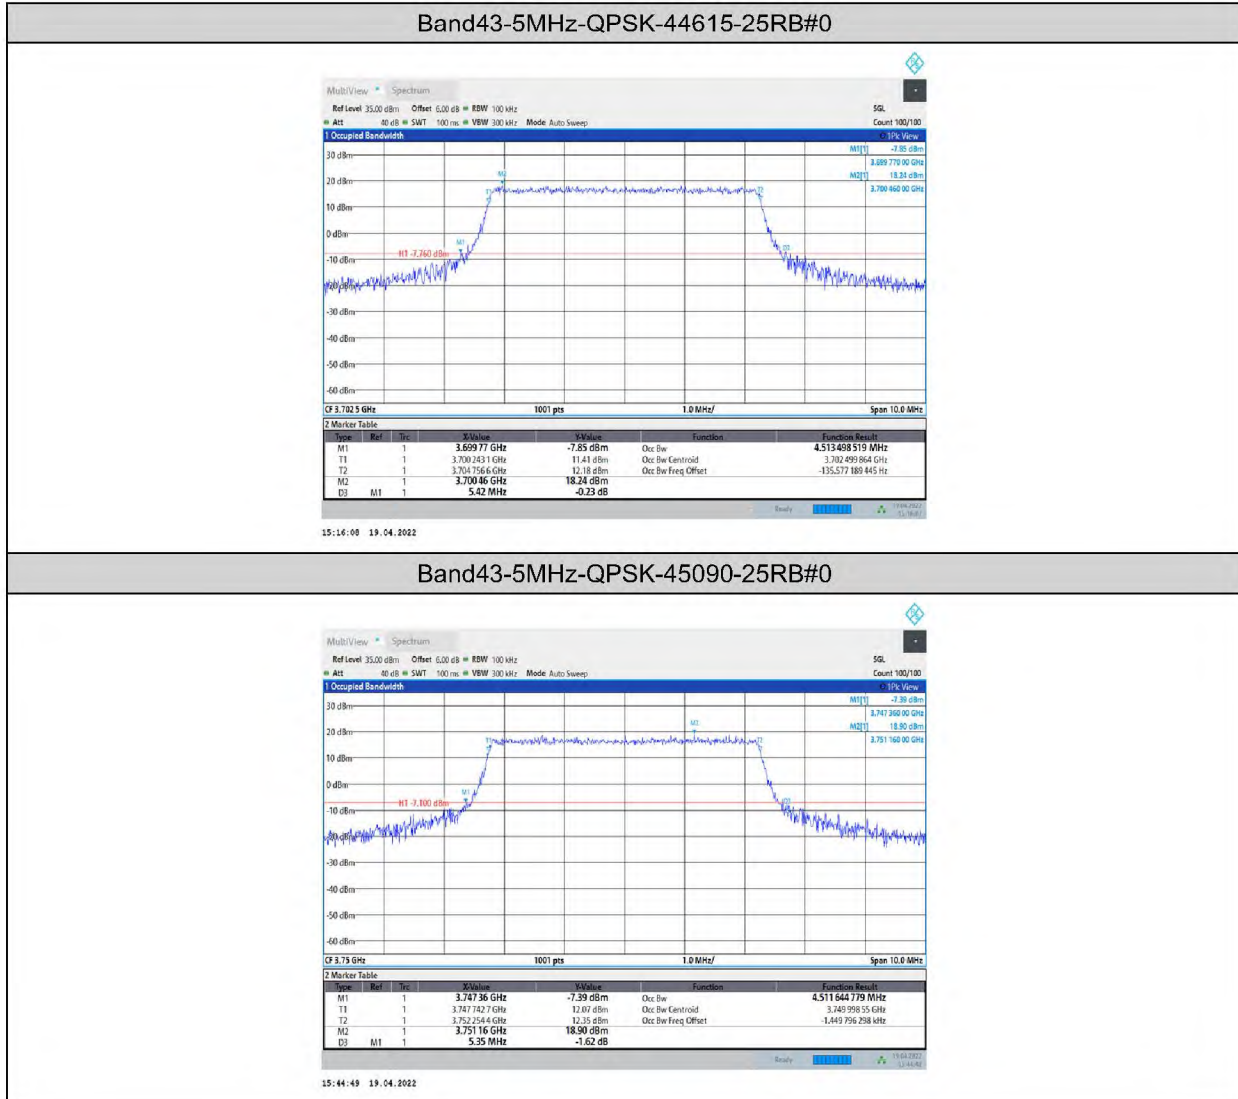 Band43-5MHz-QPSK-44615-25RB#0
MultiView Spectrum
Ref Level 35.00 dBm Offset 6.00 dB RBW 100 kHz SGL
Att 40 dB SWT 100 ms VBW 300 kHz Mode Auto Sweep Count 100/100
1 Occupied Bandwidth 1Pk View
M1[1] -7.85 dBm
3.699 770 00 GHz
M2[1] 18.24 dBm
3.700 460 00 GHz
30 dBm
20 dBm
10 dBm
0 dBm
-10 dBm
-20 dBm
-30 dBm
-40 dBm
-50 dBm
-60 dBm
M2
T1
T2
M1
D3
H1 -7,760 dBm
CF 3.702 5 GHz 1001 pts 1.0 MHz/ Span 10.0 MHz
2 Marker Table
Type Ref Trc X-Value Y-Value Function Function Result
M1 1 3.699 77 GHz -7.85 dBm Occ Bw 4.513 498 519 MHz
T1 1 3.700 243 1 GHz 11.41 dBm Occ Bw Centroid 3.702 499 864 GHz
T2 1 3.704 756 6 GHz 12.18 dBm Occ Bw Freq Offset -135.577 189 445 Hz
M2 1 3.700 46 GHz 18.24 dBm
D3 M1 1 5.42 MHz -0.23 dB
Ready
15:16:08 19.04.2022
Band43-5MHz-QPSK-45090-25RB#0
MultiView Spectrum
Ref Level 35.00 dBm Offset 6.00 dB RBW 100 kHz SGL
Att 40 dB SWT 100 ms VBW 300 kHz Mode Auto Sweep Count 100/100
1 Occupied Bandwidth 1Pk View
M1[1] -7.39 dBm
3.747 360 00 GHz
M2[1] 18.90 dBm
3.751 160 00 GHz
30 dBm
20 dBm
10 dBm
0 dBm
-10 dBm
-20 dBm
-30 dBm
-40 dBm
-50 dBm
-60 dBm
M2
T1
T2
M1
D3
H1 -7,100 dBm
CF 3.75 GHz 1001 pts 1.0 MHz/ Span 10.0 MHz
2 Marker Table
Type Ref Trc X-Value Y-Value Function Function Result
M1 1 3.747 36 GHz -7.39 dBm Occ Bw 4.511 644 779 MHz
T1 1 3.747 742 7 GHz 12.07 dBm Occ Bw Centroid 3.749 998 55 GHz
T2 1 3.752 254 4 GHz 12.35 dBm Occ Bw Freq Offset -1.449 796 298 kHz
M2 1 3.751 16 GHz 18.90 dBm
D3 M1 1 5.35 MHz -1.62 dB
Ready
15:44:49 19.04.2022